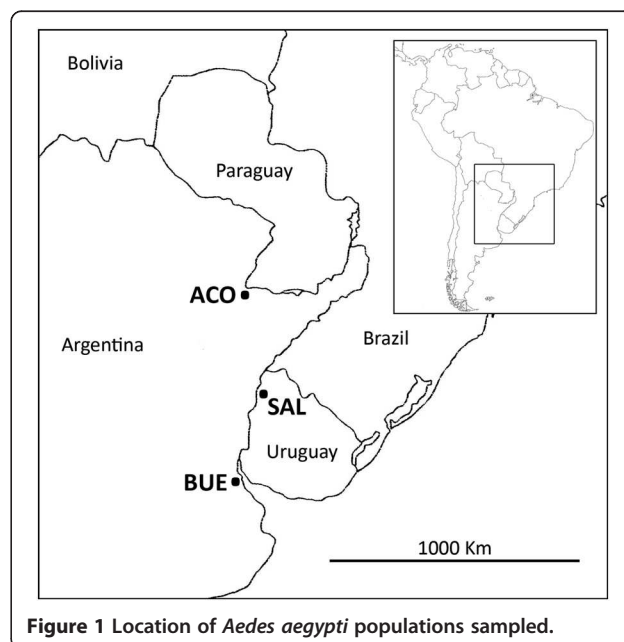 Bolivia
Paraguay
ACO
Argentina
Brazil
SAL
Uruguay
BUE
1000 Km
Figure 1 Location of Aedes aegypti populations sampled.